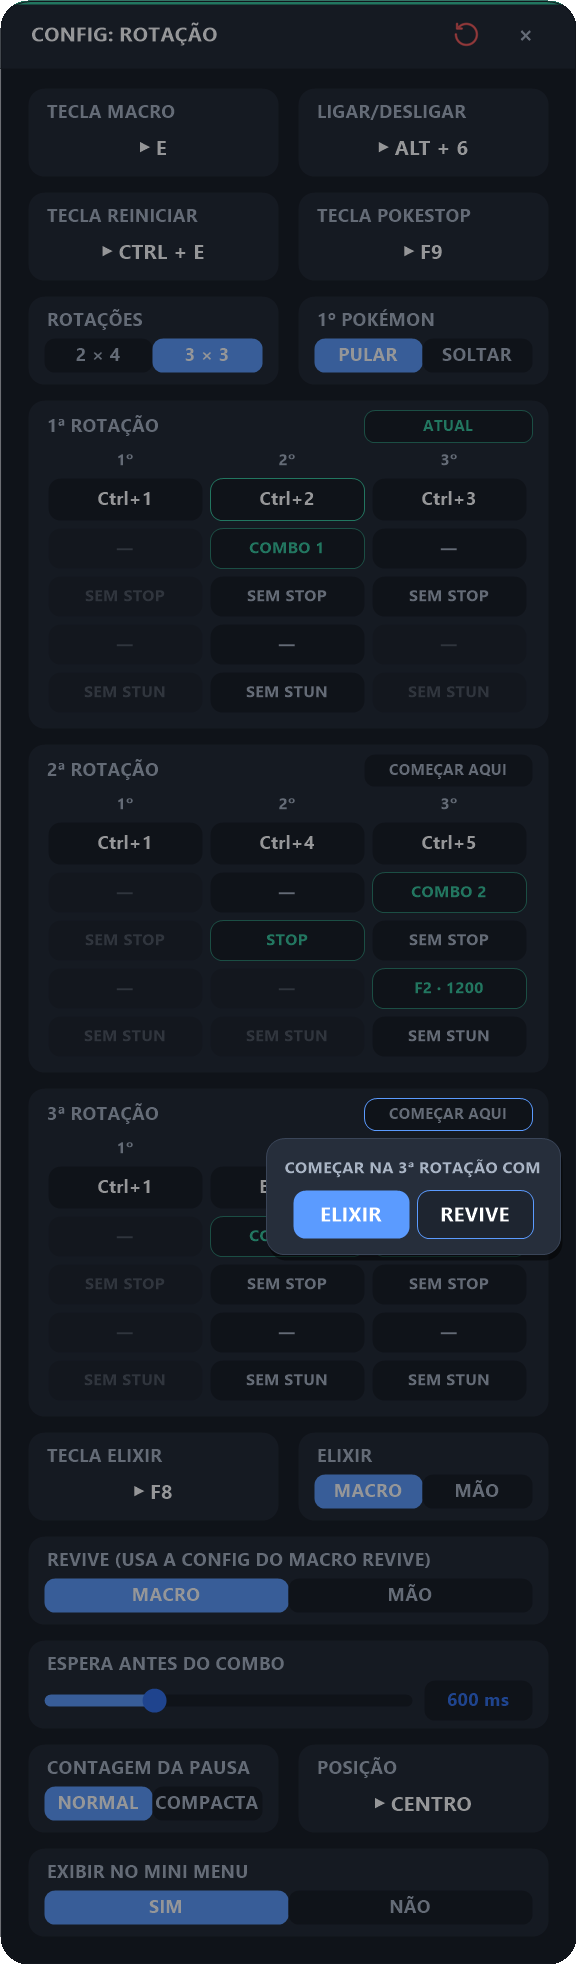 CONFIG: ROTAÇÃO ×
TECLA MACRO
▸ E
LIGAR/DESLIGAR
▸ ALT + 6
TECLA REINICIAR
▸ CTRL + E
TECLA POKESTOP
▸ F9
ROTAÇÕES
2 × 4 3 × 3
1º POKÉMON
PULAR SOLTAR
1ª ROTAÇÃO ATUAL
1º 2º 3º
Ctrl+1 Ctrl+2 Ctrl+3
— COMBO 1 —
SEM STOP SEM STOP SEM STOP
— — —
SEM STUN SEM STUN SEM STUN
2ª ROTAÇÃO COMEÇAR AQUI
1º 2º 3º
Ctrl+1 Ctrl+4 Ctrl+5
— — COMBO 2
SEM STOP STOP SEM STOP
— — F2 · 1200
SEM STUN SEM STUN SEM STUN
3ª ROTAÇÃO COMEÇAR AQUI
1º
COMEÇAR NA 3ª ROTAÇÃO COM
ELIXIR REVIVE
Ctrl+1
—
SEM STOP SEM STOP SEM STOP
— — —
SEM STUN SEM STUN SEM STUN
TECLA ELIXIR
▸ F8
ELIXIR
MACRO MÃO
REVIVE (USA A CONFIG DO MACRO REVIVE)
MACRO MÃO
ESPERA ANTES DO COMBO
600 ms
CONTAGEM DA PAUSA
NORMAL COMPACTA
POSIÇÃO
▸ CENTRO
EXIBIR NO MINI MENU
SIM NÃO